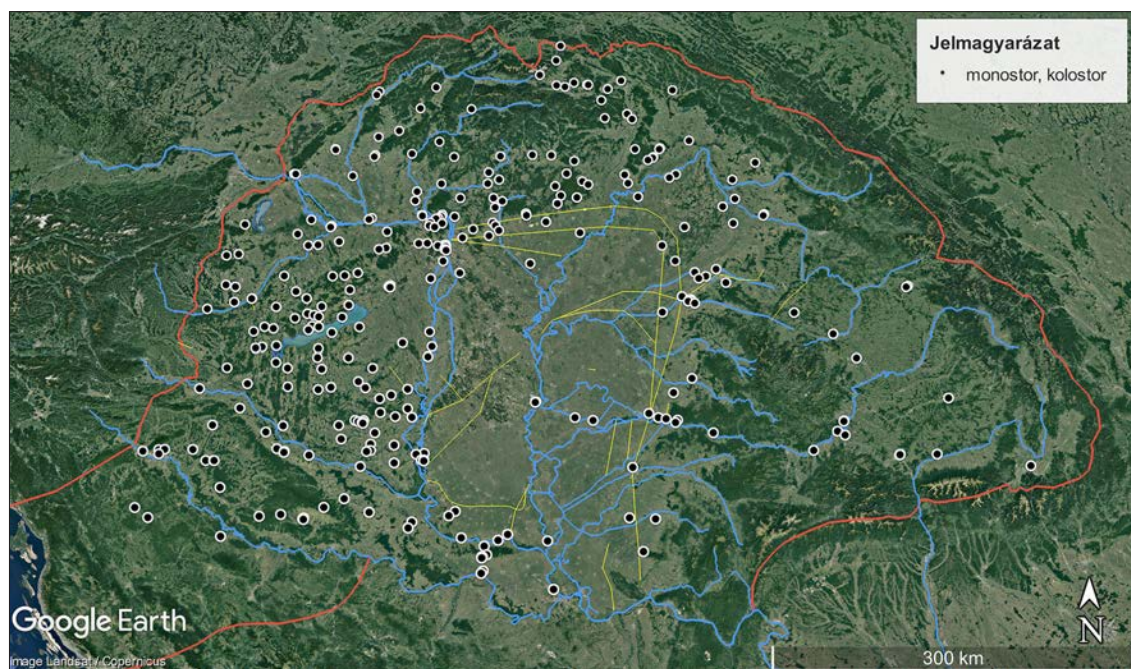 Jelmagyarázat
monostor, kolostor
Google Earth
Image Landsat / Copernicus
N
300 km